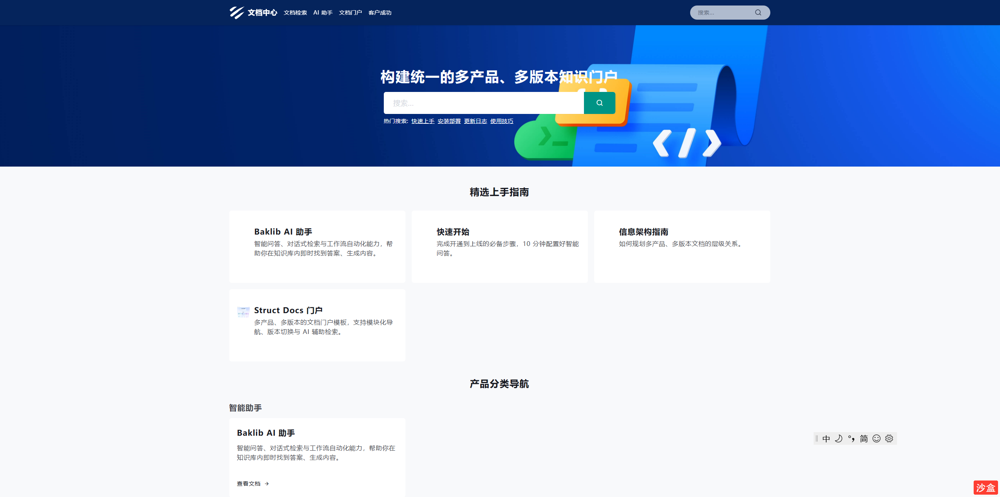 文档中心 文档检索 AI 助手 文档门户 客户成功 搜索...
构建统一的多产品、多版本知识门户
搜索...
热门搜索: 快速上手 安装部署 更新日志 使用技巧
精选上手指南
Baklib AI 助手
智能问答、对话式检索与工作流自动化能力，帮
助你在知识库内即时找到答案、生成内容。
快速开始
完成开通到上线的必备步骤，10 分钟配置好智能
问答。
信息架构指南
如何规划多产品、多版本文档的层级关系。
Struct Docs 门户
多产品、多版本的文档门户模板，支持模块化导
航、版本切换与 AI 辅助检索。
产品分类导航
智能助手
Baklib AI 助手
智能问答、对话式检索与工作流自动化能力，帮助你在
知识库内即时找到答案、生成内容。
查看文档 →
中 简
沙盒